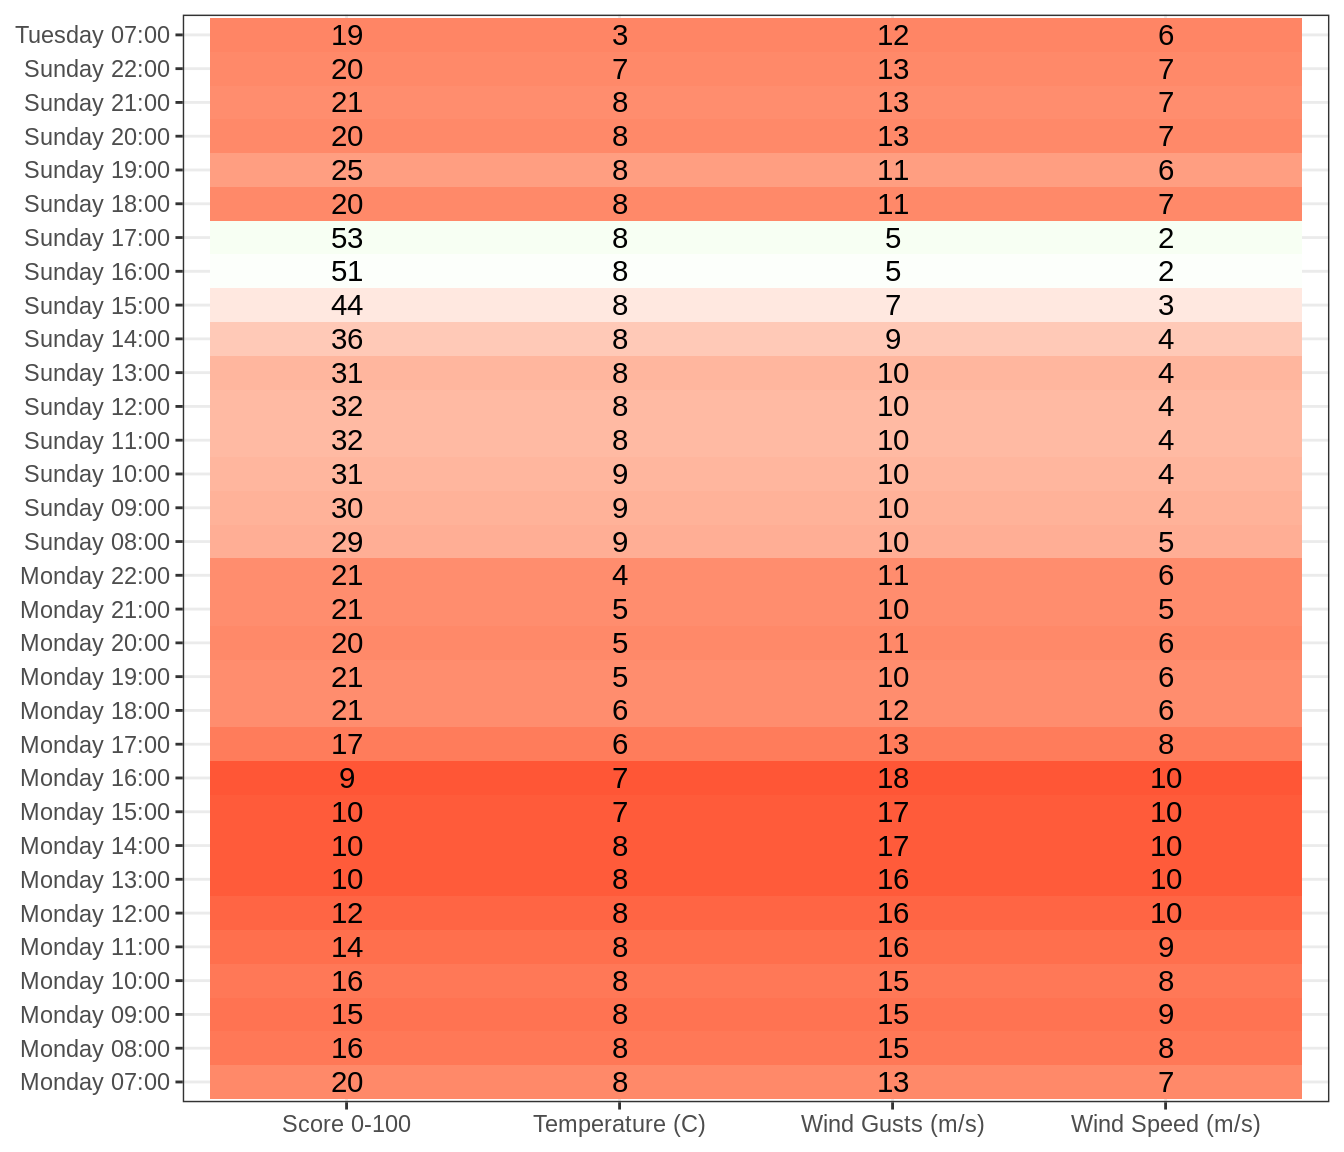 Tuesday 07:00 19 3 12 6
Sunday 22:00 20 7 13 7
Sunday 21:00 21 8 13 7
Sunday 20:00 20 8 13 7
Sunday 19:00 25 8 11 6
Sunday 18:00 20 8 11 7
Sunday 17:00 53 8 5 2
Sunday 16:00 51 8 5 2
Sunday 15:00 44 8 7 3
Sunday 14:00 36 8 9 4
Sunday 13:00 31 8 10 4
Sunday 12:00 32 8 10 4
Sunday 11:00 32 8 10 4
Sunday 10:00 31 9 10 4
Sunday 09:00 30 9 10 4
Sunday 08:00 29 9 10 5
Monday 22:00 21 4 11 6
Monday 21:00 21 5 10 5
Monday 20:00 20 5 11 6
Monday 19:00 21 5 10 6
Monday 18:00 21 6 12 6
Monday 17:00 17 6 13 8
Monday 16:00 9 7 18 10
Monday 15:00 10 7 17 10
Monday 14:00 10 8 17 10
Monday 13:00 10 8 16 10
Monday 12:00 12 8 16 10
Monday 11:00 14 8 16 9
Monday 10:00 16 8 15 8
Monday 09:00 15 8 15 9
Monday 08:00 16 8 15 8
Monday 07:00 20 8 13 7
Score 0-100 Temperature (C) Wind Gusts (m/s) Wind Speed (m/s)